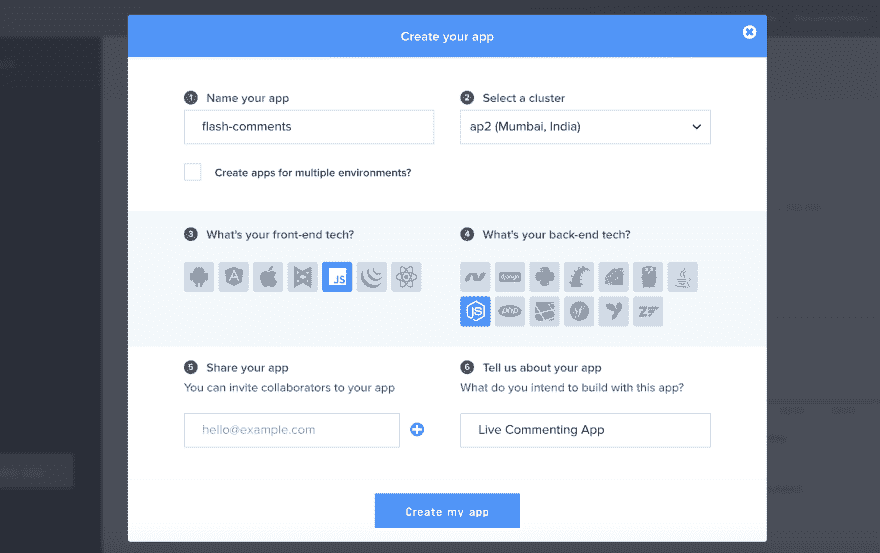 Create your app
1 Name your app
flash-comments
2 Select a cluster
ap2 (Mumbai, India)
Create apps for multiple environments?
3 What's your front-end tech?
JS
4 What's your back-end tech?
django
JS
php
ZF
5 Share your app
You can invite collaborators to your app
hello@example.com
6 Tell us about your app
What do you intend to build with this app?
Live Commenting App
Create my app